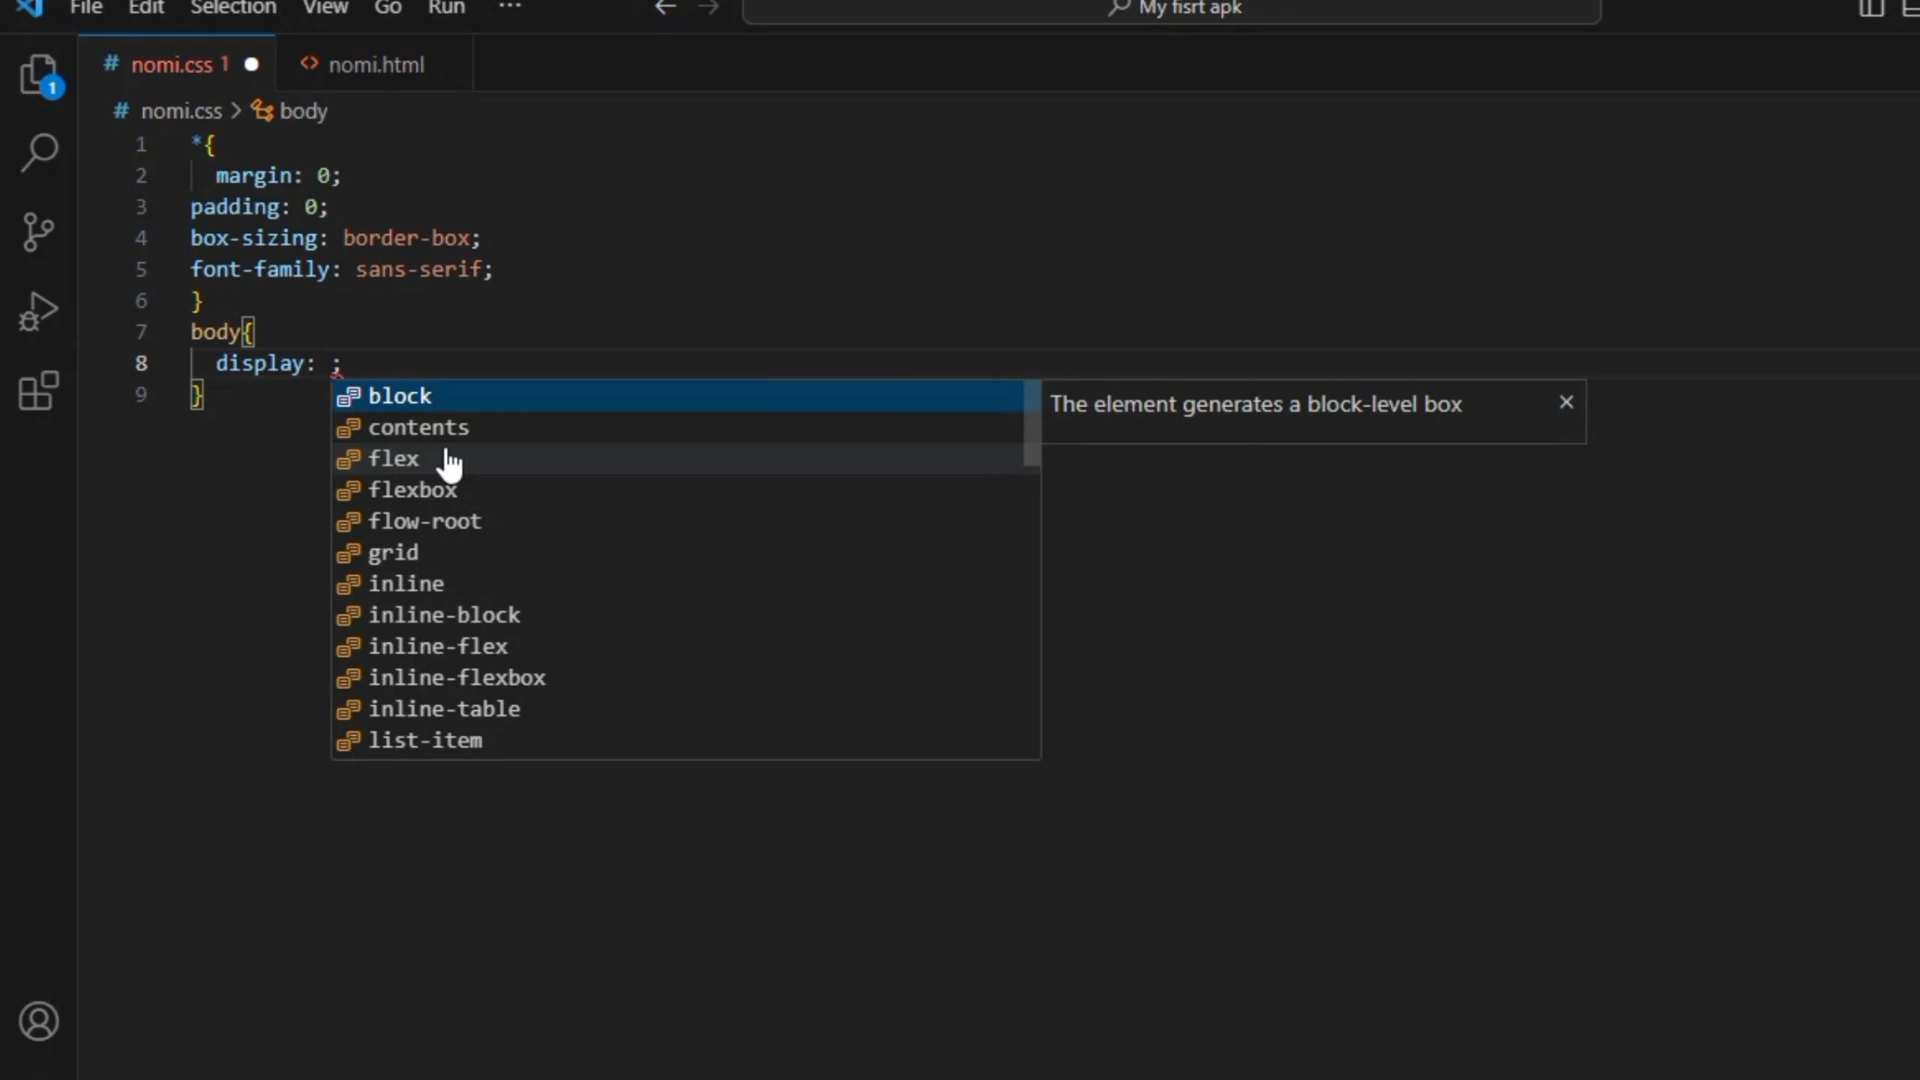 File Edit Selection View Go Run ··· ← → My fisrt apk
1
# nomi.css 1 ● <> nomi.html
# nomi.css > body
1 *{
2 margin: 0;
3 padding: 0;
4 box-sizing: border-box;
5 font-family: sans-serif;
6 }
7 body{
8 display: ;
9 }
block
The element generates a block-level box
contents
flex
flexbox
flow-root
grid
inline
inline-block
inline-flex
inline-flexbox
inline-table
list-item